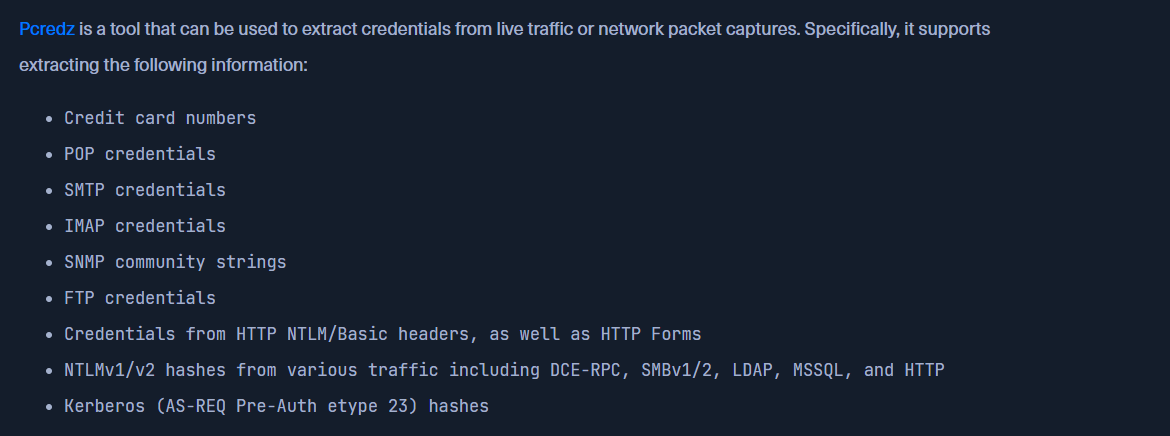 Pcredz is a tool that can be used to extract credentials from live traffic or network packet captures. Specifically, it supports
extracting the following information:
• Credit card numbers
• POP credentials
• SMTP credentials
• IMAP credentials
• SNMP community strings
• FTP credentials
• Credentials from HTTP NTLM/Basic headers, as well as HTTP Forms
• NTLMv1/v2 hashes from various traffic including DCE-RPC, SMBv1/2, LDAP, MSSQL, and HTTP
• Kerberos (AS-REQ Pre-Auth etype 23) hashes